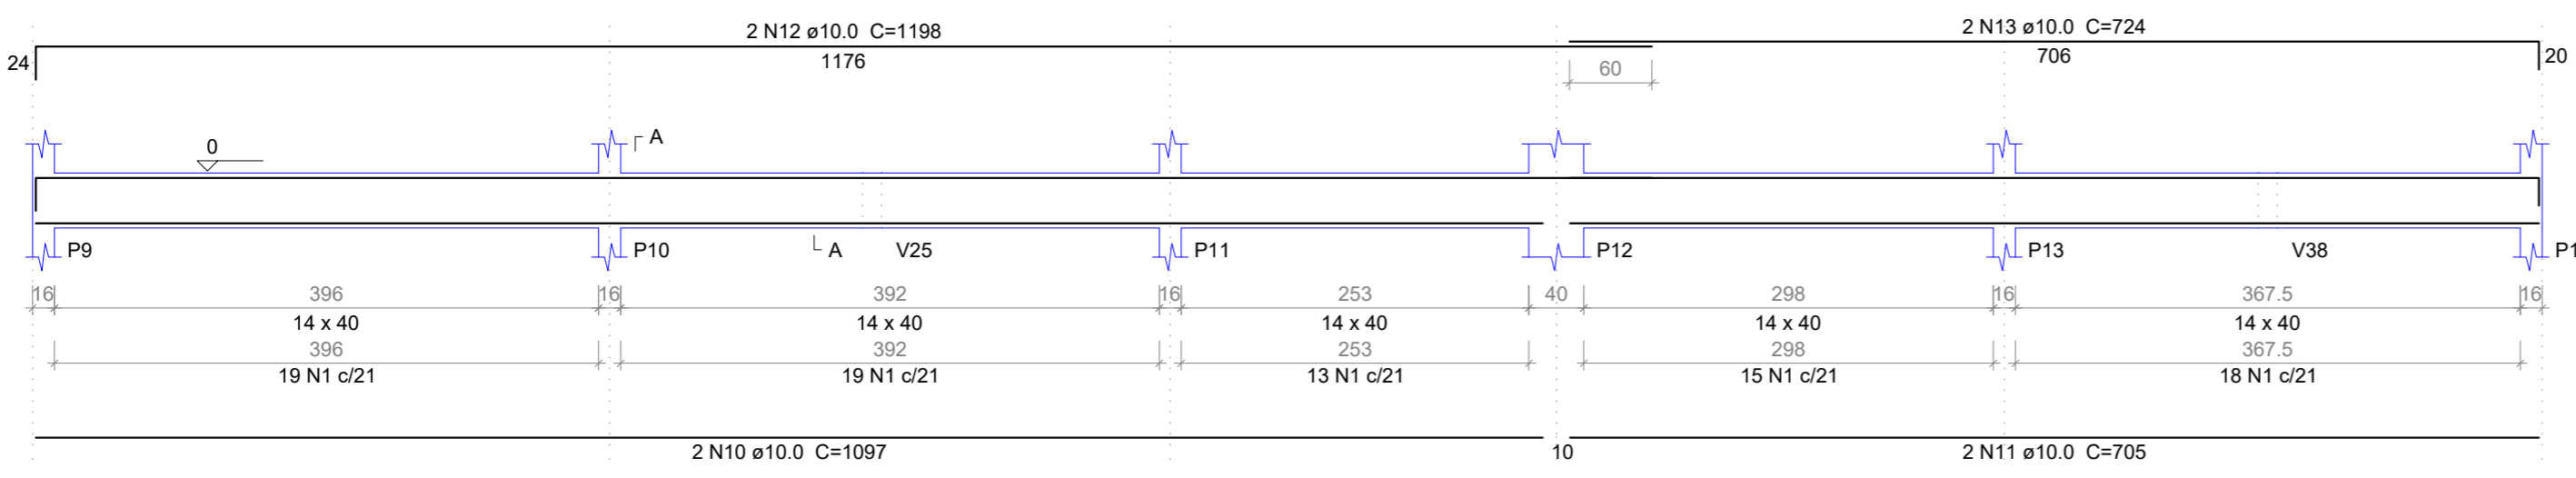 2 N12 ø10.0 C=1198
2 N13 ø10.0 C=724
24
1176
706
20
60
A
0
P9
P10
A
V25
P11
P12
P13
V38
P1
16
396
16
392
16
253
40
298
16
367.5
16
14 x 40
14 x 40
14 x 40
14 x 40
14 x 40
396
392
253
298
367.5
19 N1 c/21
19 N1 c/21
13 N1 c/21
15 N1 c/21
18 N1 c/21
2 N10 ø10.0 C=1097
10
2 N11 ø10.0 C=705